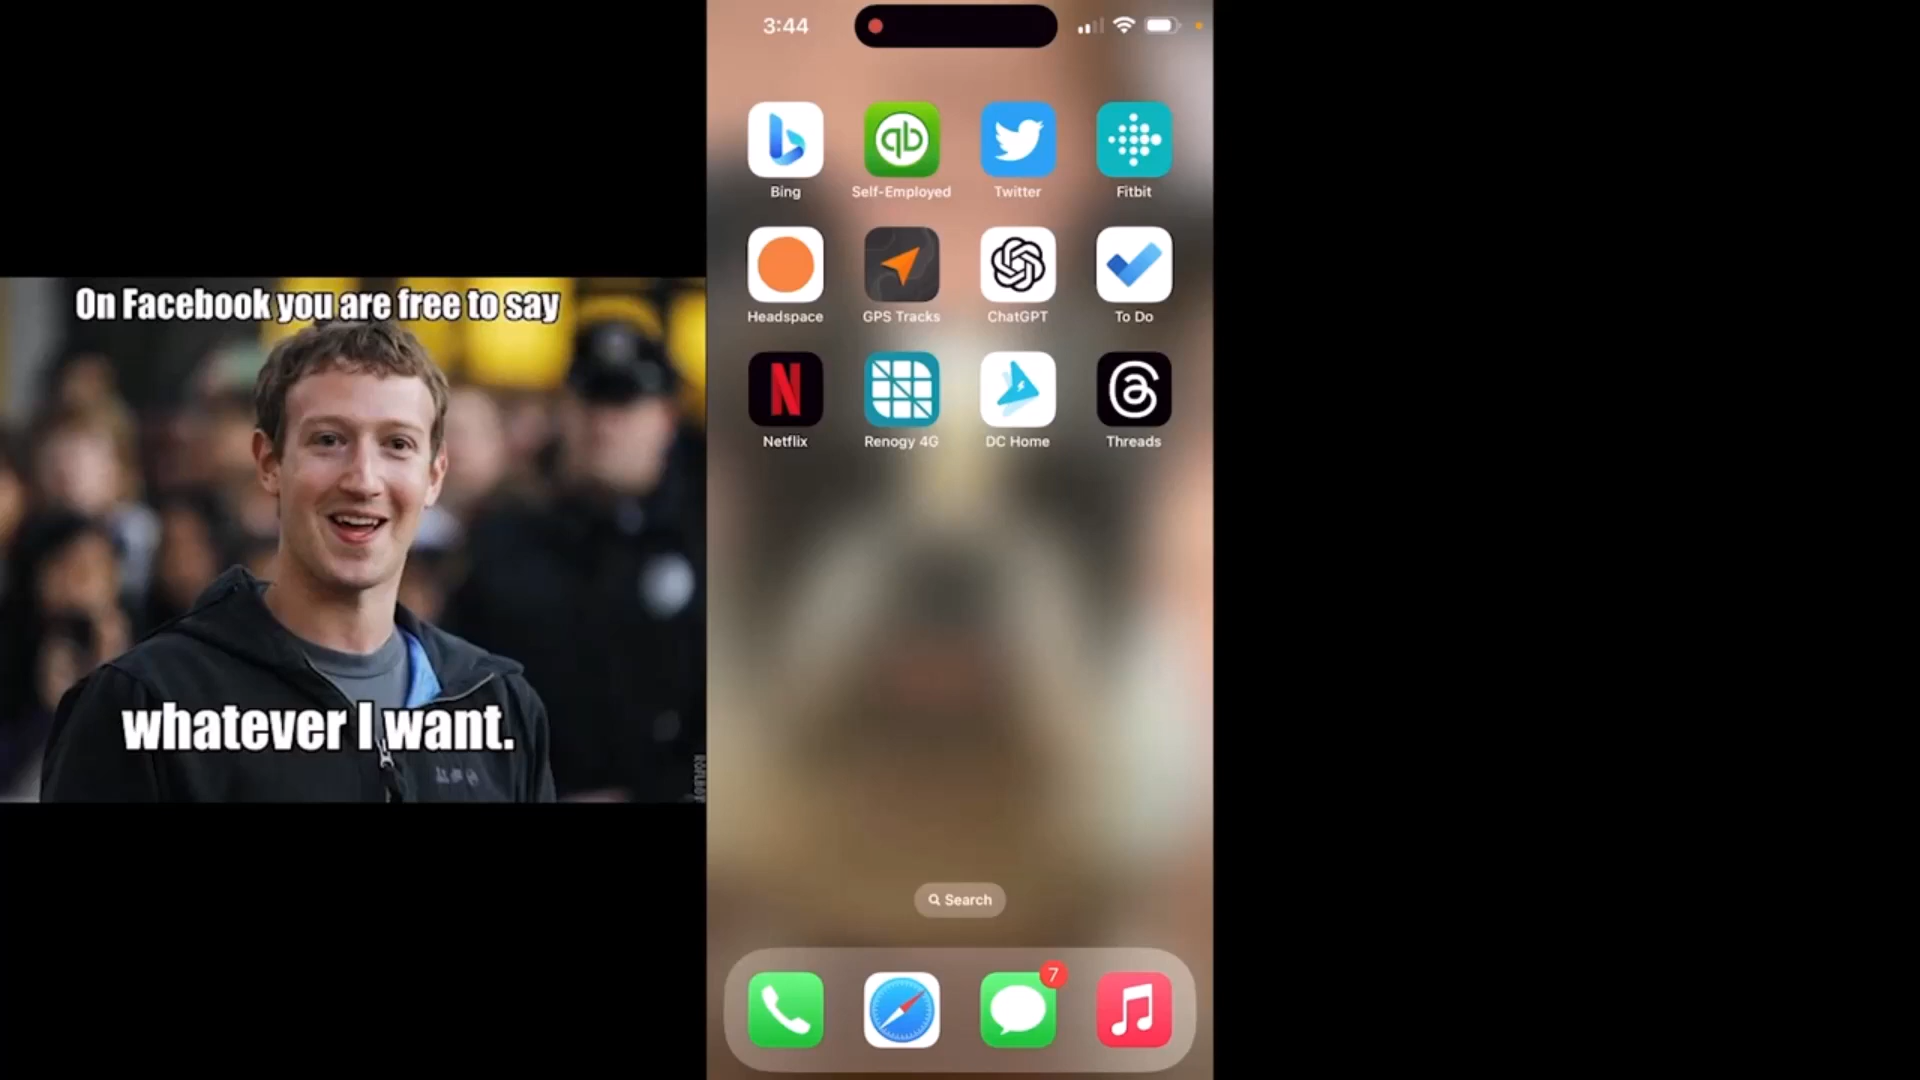 On Facebook you are free to say
whatever I want.
3:44
Bing
Self-Employed
Twitter
Fitbit
Headspace
GPS Tracks
ChatGPT
To Do
Netflix
Renogy 4G
DC Home
Threads
Search
7